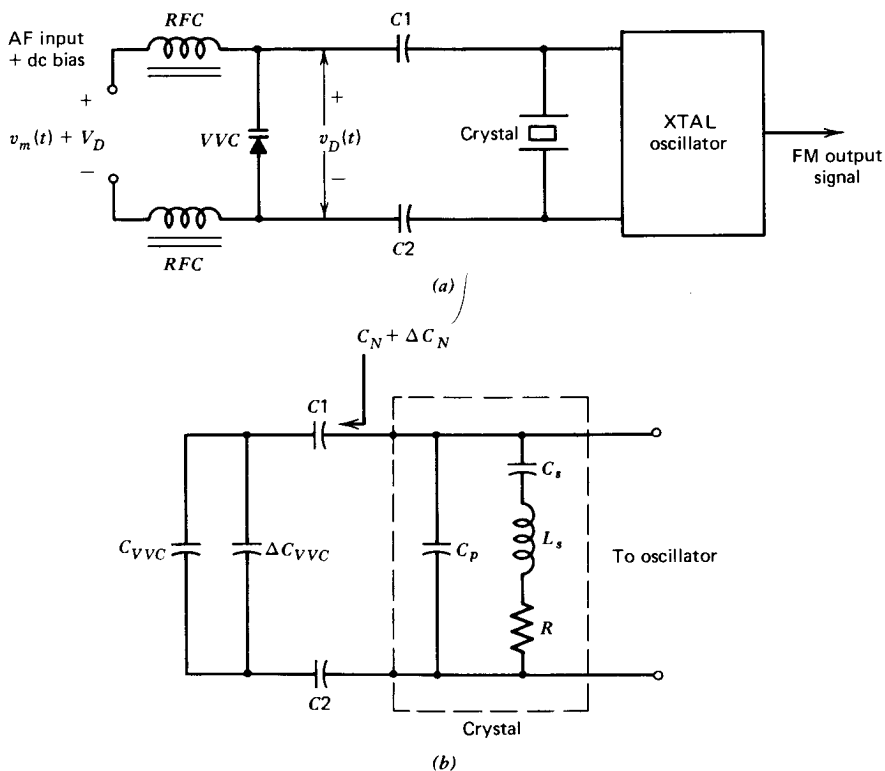 RFC
C1
AF input
+ dc bias
+
v_m(t) + V_D
−
VVC
+
v_D(t)
−
Crystal
XTAL
oscillator
FM output
signal
RFC
C2
(a)
C_N + ΔC_N
C1
C_VVC
ΔC_VVC
C_p
C_s
L_s
R
To oscillator
C2
Crystal
(b)